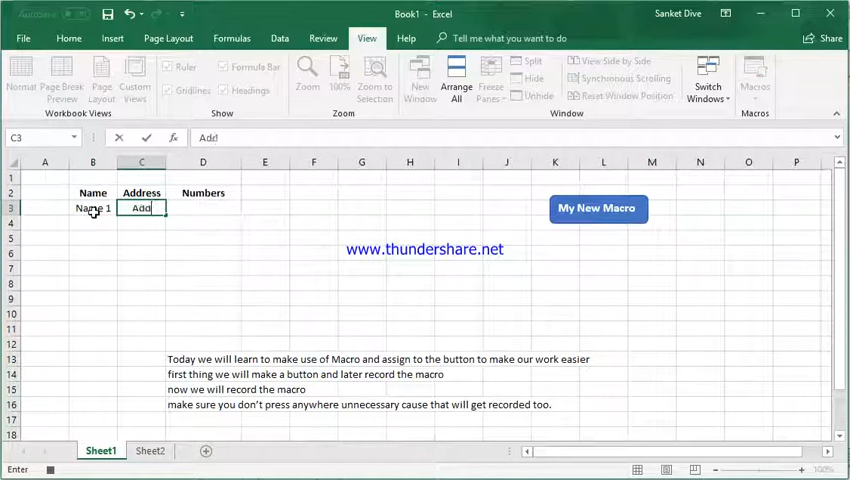 AutoSave Off
Book1 - Excel
Sanket Dive
File Home Insert Page Layout Formulas Data Review View Help Tell me what you want to do Share
Normal Page Break Preview Page Layout Custom Views
Workbook Views
Ruler Formula Bar
Gridlines Headings
Show
Zoom 100% Zoom to Selection
Zoom
New Window Arrange All Freeze Panes
Split
Hide
Unhide
View Side by Side
Synchronous Scrolling
Reset Window Position
Switch Windows
Window
Macros
Macros
C3 fx Add
A B C D E F G H I J K L M N O P
1
2 Name Address Numbers
3 Name 1 Add
My New Macro
4
5
6
www.thundershare.net
7
8
9
10
11
12
13 Today we will learn to make use of Macro and assign to the button to make our work easier
14 first thing we will make a button and later record the macro
15 now we will record the macro
16 make sure you don't press anywhere unnecessary cause that will get recorded too.
17
18
Sheet1 Sheet2
Enter
100%